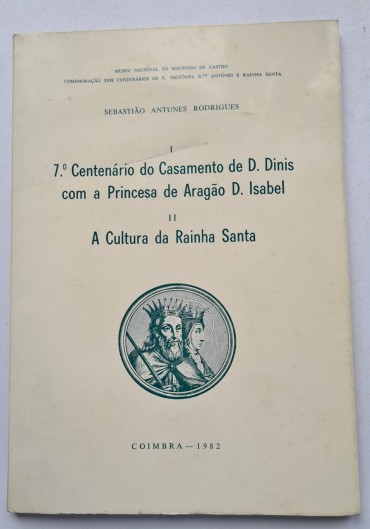 MUSEU NACIONAL DE MACHADO DE CASTRO
COMEMORAÇÃO DOS CENTENÁRIOS DE S. TEOTÓNIO, S.TO ANTÓNIO E RAINHA SANTA
SEBASTIÃO ANTUNES RODRIGUES
I
7.º Centenário do Casamento de D. Dinis
com a Princesa de Aragão D. Isabel
II
A Cultura da Rainha Santa
COIMBRA — 1982